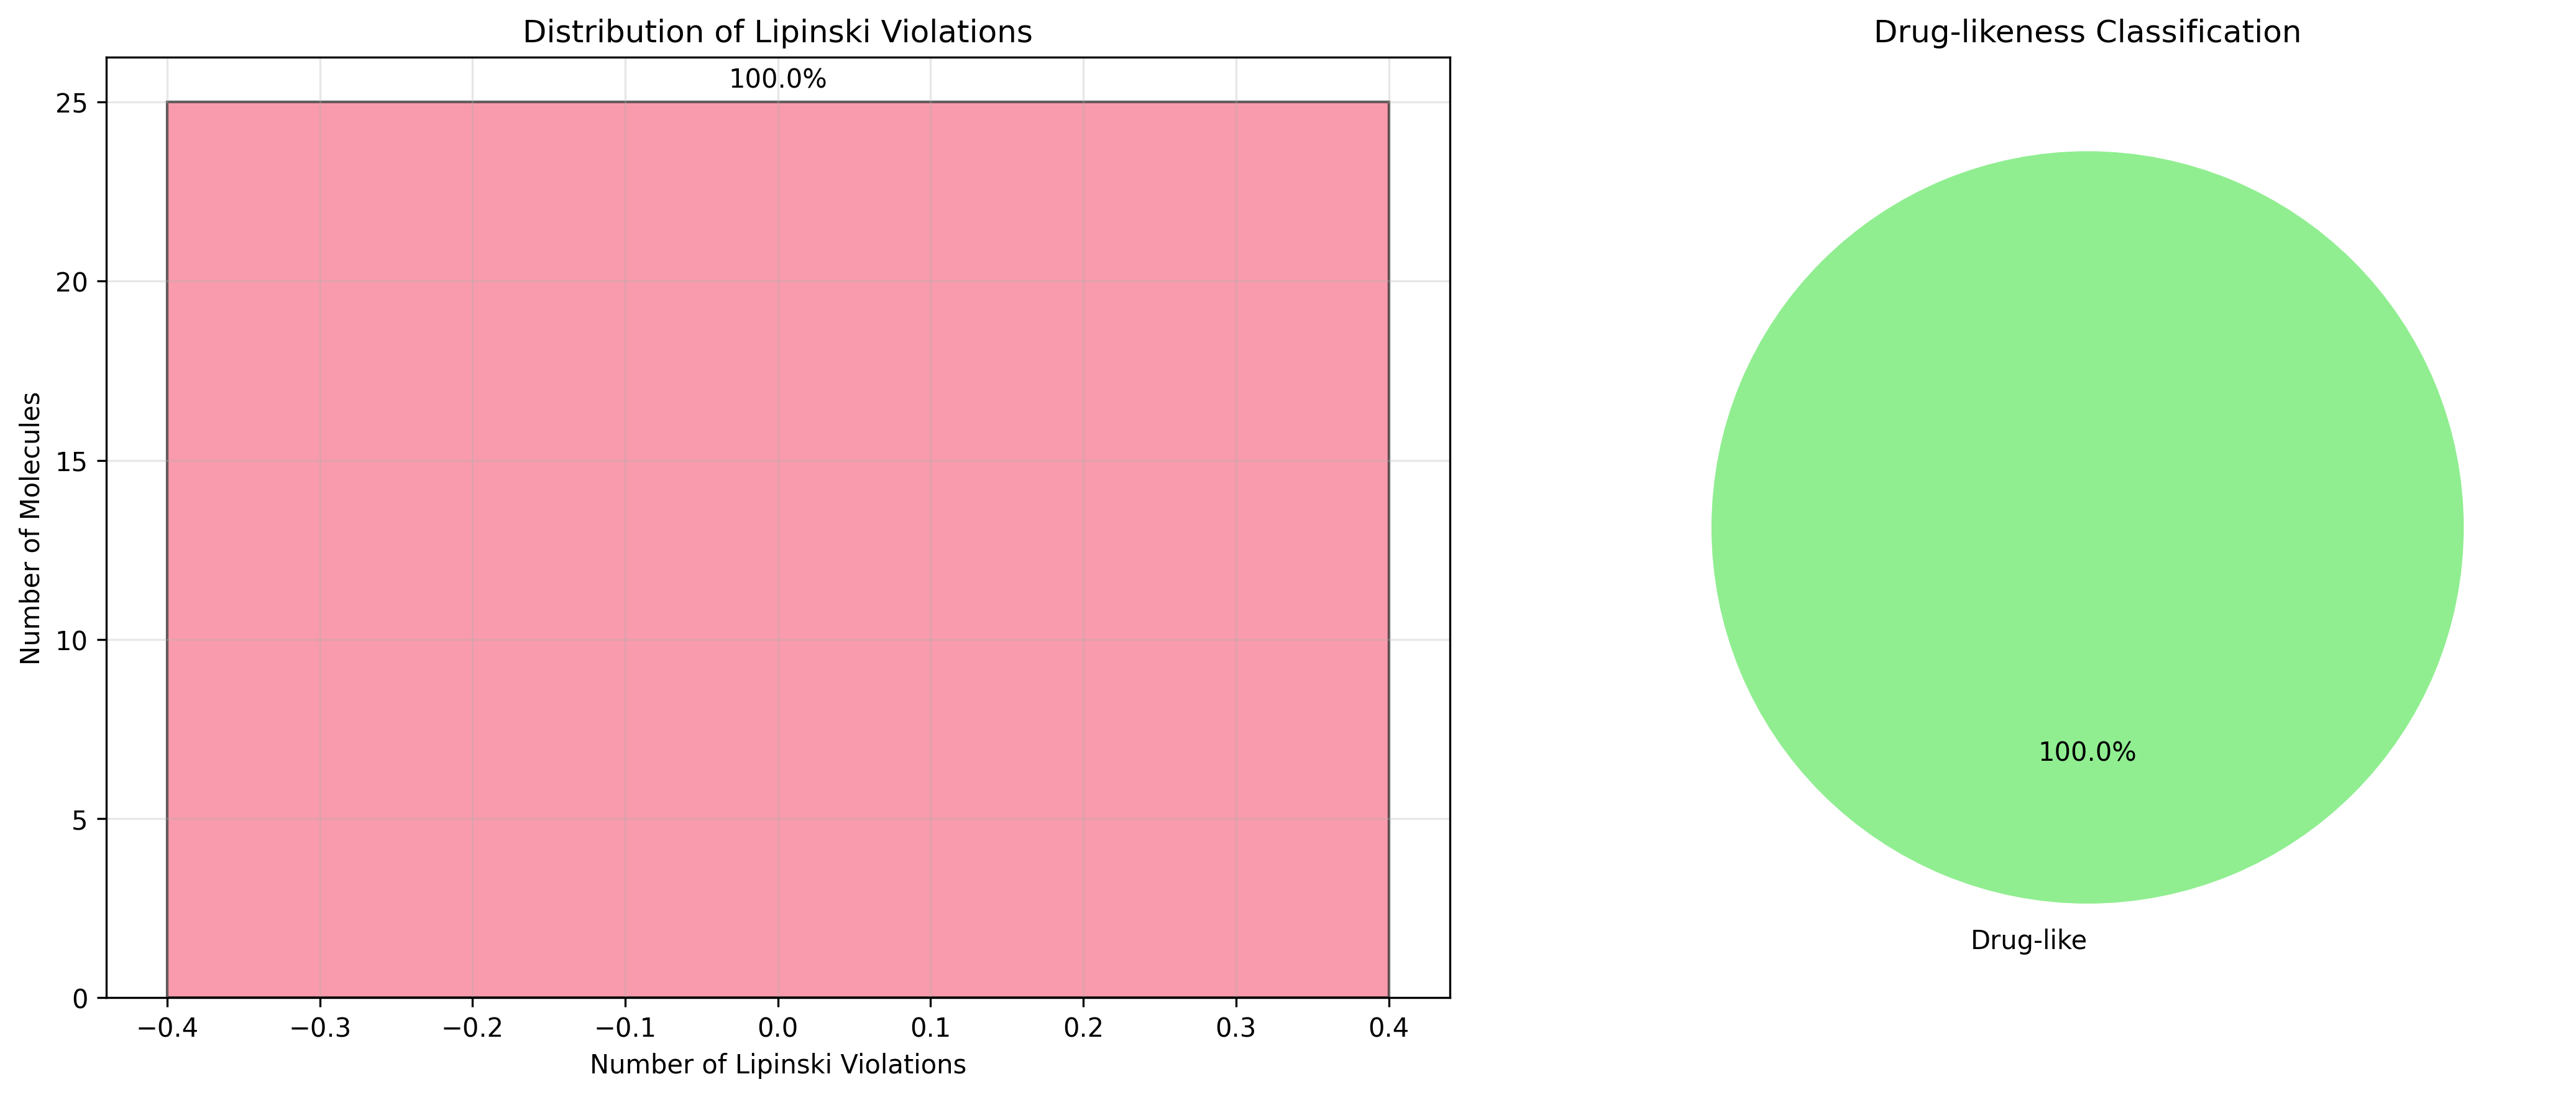 Distribution of Lipinski Violations
100.0%
25
20
15
10
5
0
Number of Molecules
−0.4 −0.3 −0.2 −0.1 0.0 0.1 0.2 0.3 0.4
Number of Lipinski Violations
Drug-likeness Classification
100.0%
Drug-like